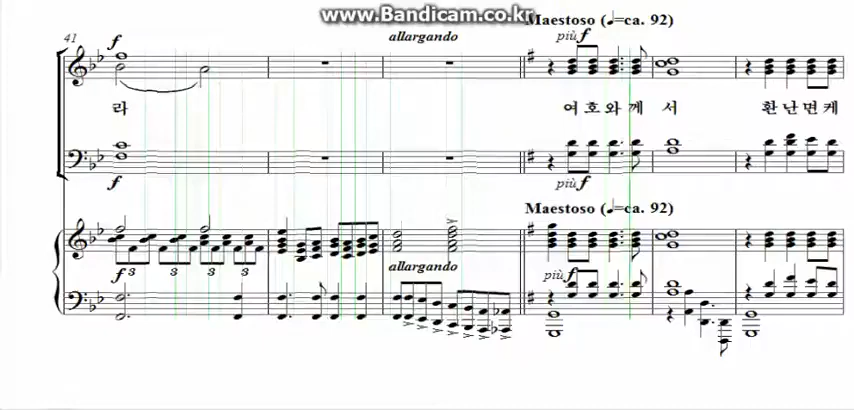 www.Bandicam.co.kr
Maestoso (♩=ca. 92)
41
f
allargando
più f
라
여 호 와 께 서
환 난 면 케
f
più f
Maestoso (♩=ca. 92)
f 3 3 3 3
allargando
più f